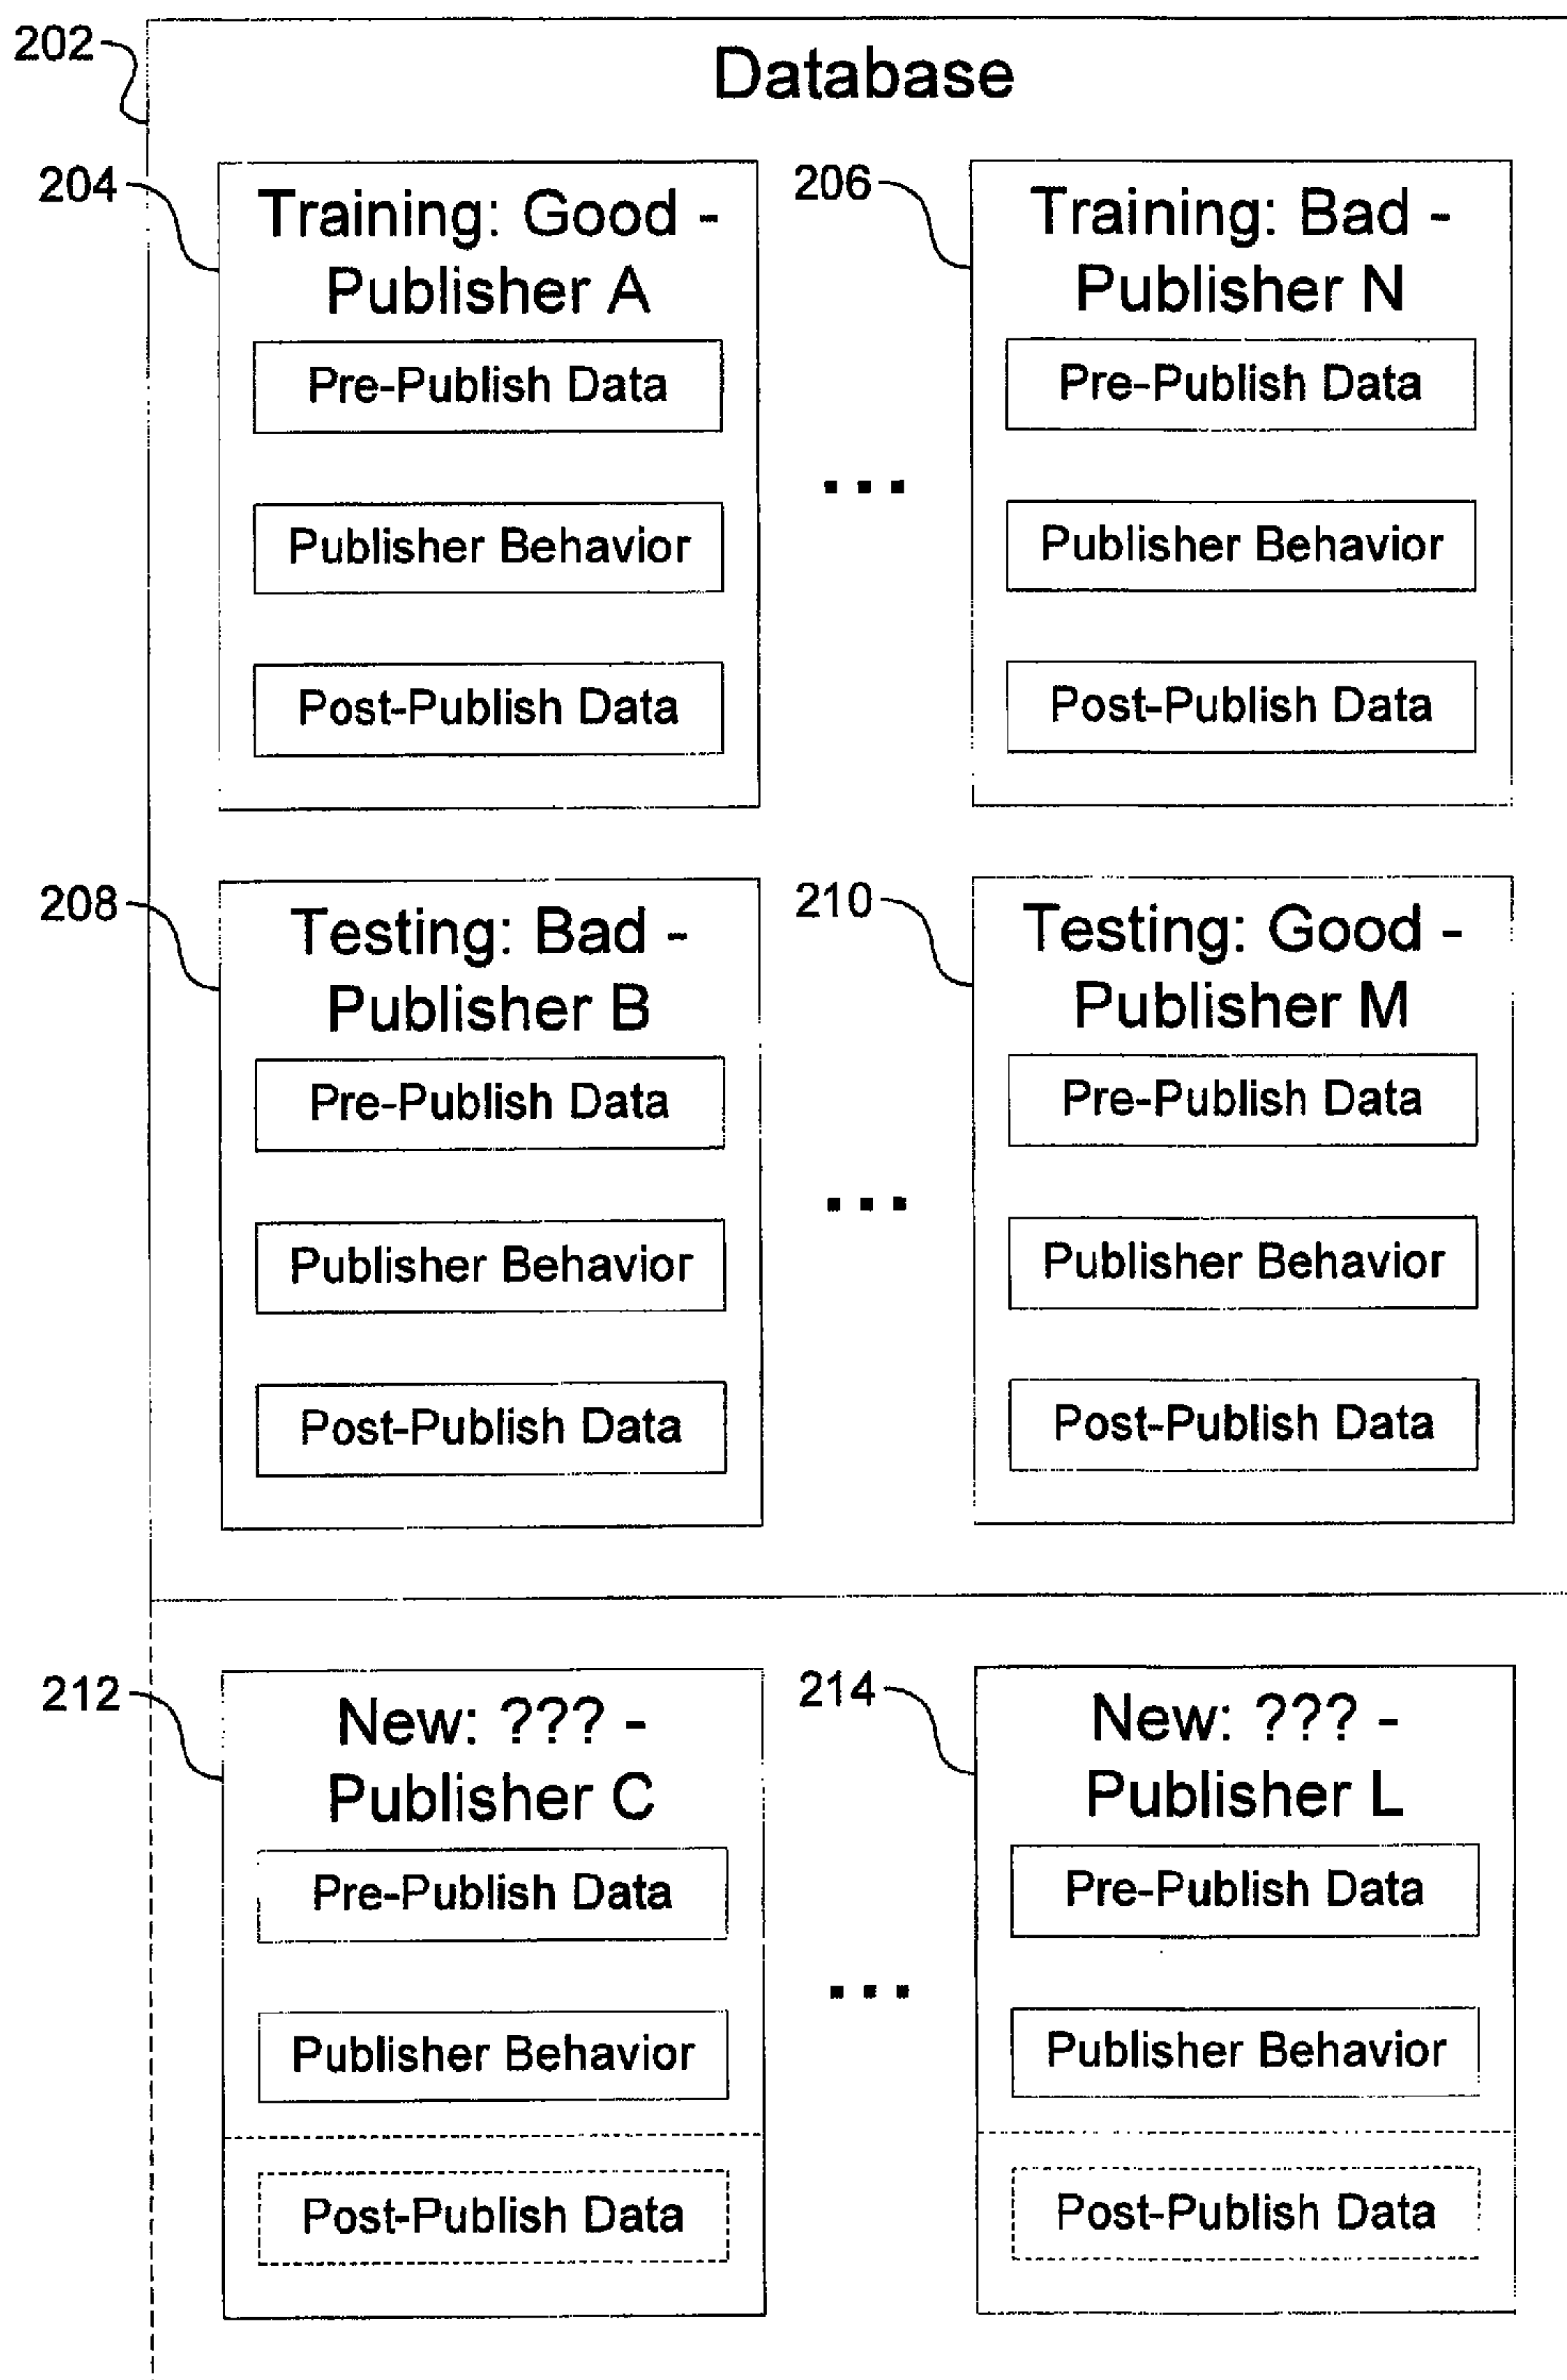 202
Database
204
Training: Good -
Publisher A
Pre-Publish Data
Publisher Behavior
Post-Publish Data
...
206
Training: Bad -
Publisher N
Pre-Publish Data
Publisher Behavior
Post-Publish Data
208
Testing: Bad -
Publisher B
Pre-Publish Data
Publisher Behavior
Post-Publish Data
...
210
Testing: Good -
Publisher M
Pre-Publish Data
Publisher Behavior
Post-Publish Data
212
New: ??? -
Publisher C
Pre-Publish Data
Publisher Behavior
Post-Publish Data
...
214
New: ??? -
Publisher L
Pre-Publish Data
Publisher Behavior
Post-Publish Data